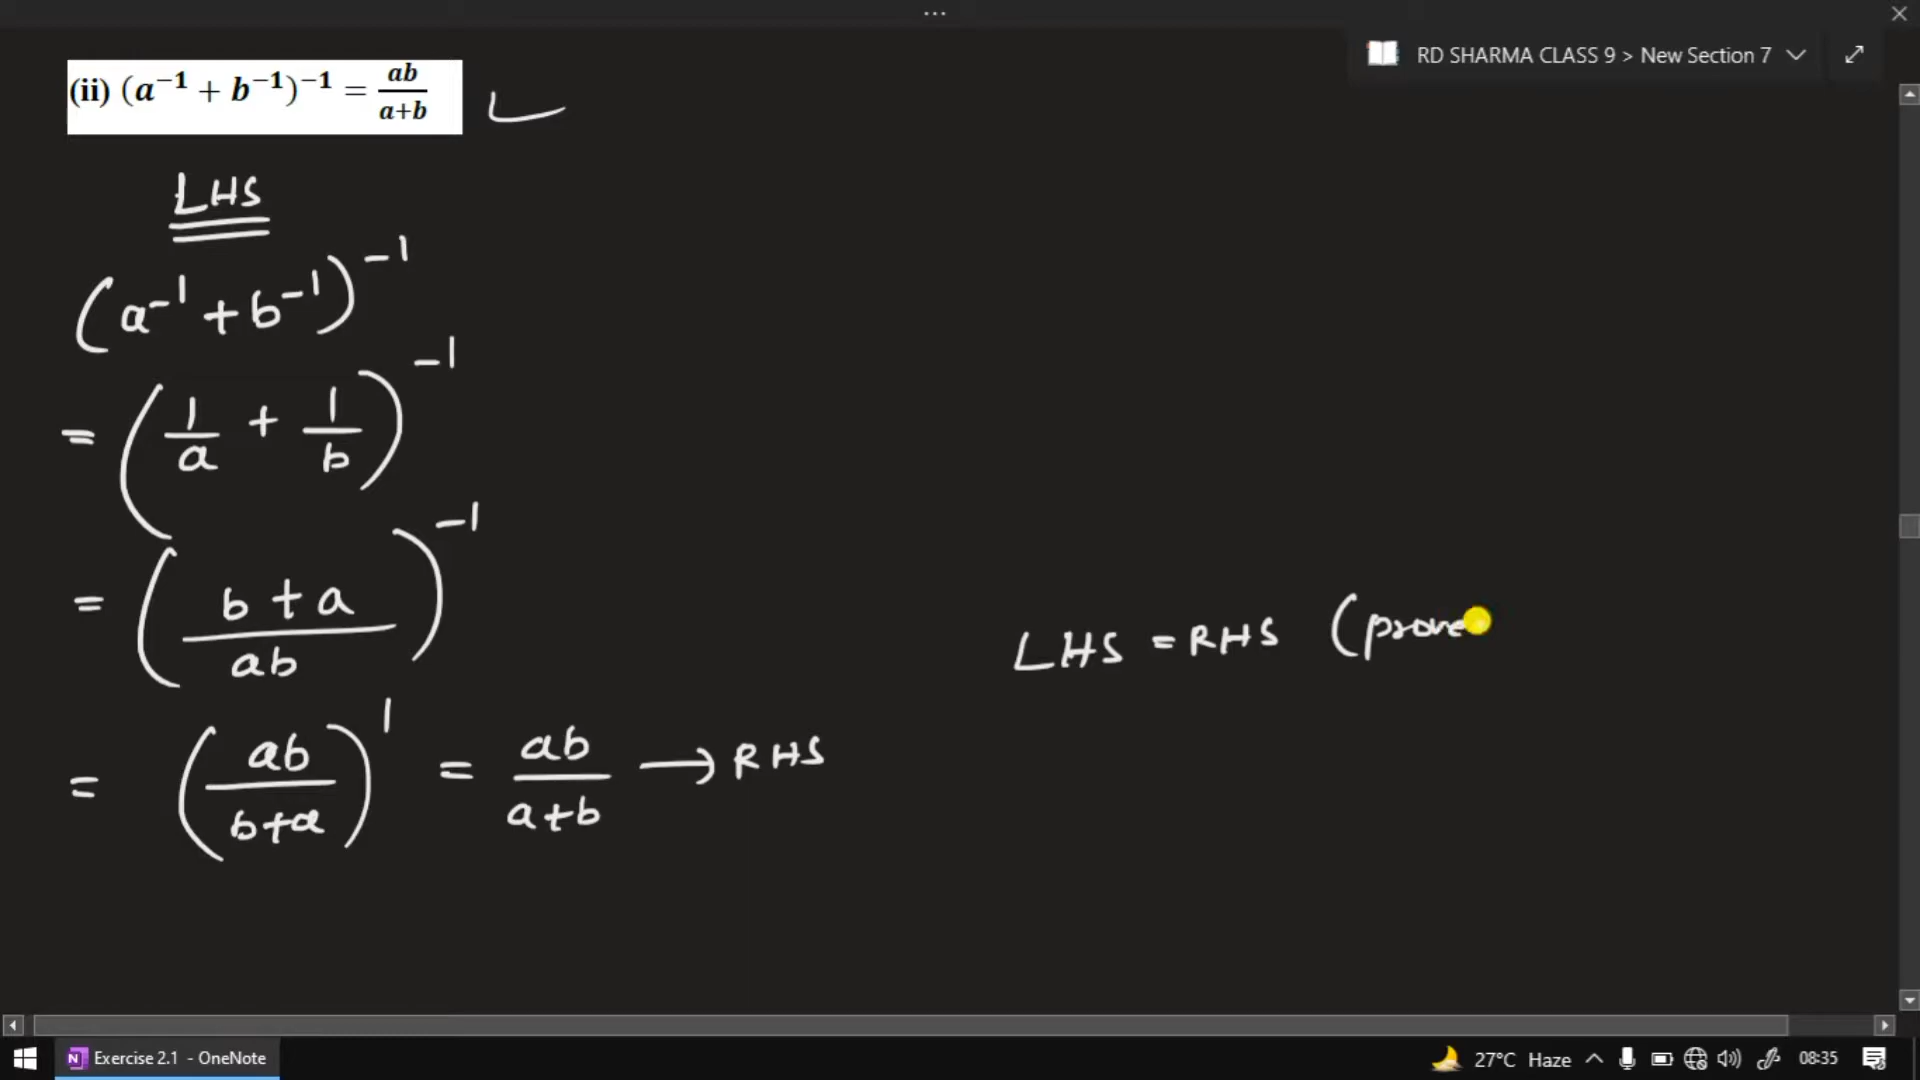 ...
RD SHARMA CLASS 9 > New Section 7
(ii) (a⁻¹ + b⁻¹)⁻¹ = ab/(a+b)
LHS
(a⁻¹ + b⁻¹)⁻¹
= (1/a + 1/b)⁻¹
= ((b + a)/ab)⁻¹
LHS = RHS (prove
= (ab/(b+a))¹ = ab/(a+b) → RHS
Exercise 2.1 - OneNote
27°C Haze
08:35